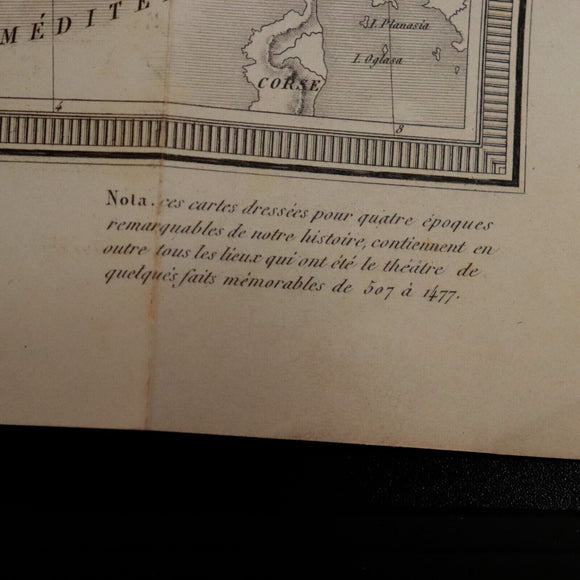 MÉDITE
I. Planasia
I. Oglasa
CORSE
4
8
Nota. ces cartes dressées pour quatre époques
remarquables de notre histoire, contiennent en
outre tous les lieux qui ont été le théâtre de
quelques faits mémorables de 507 à 1477.